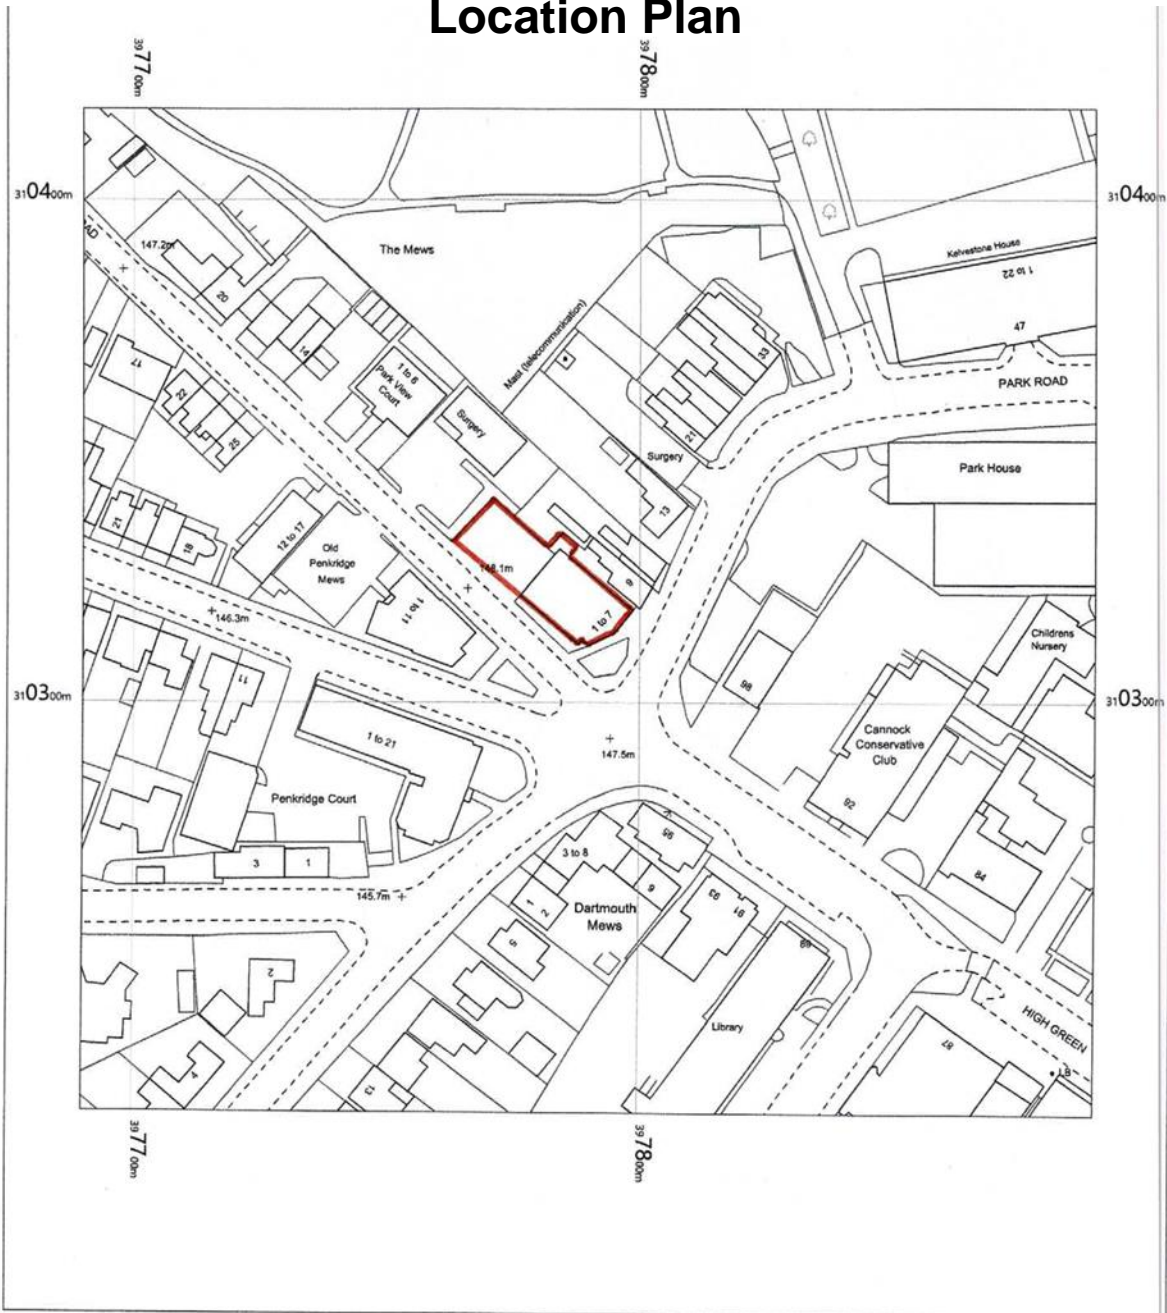 Location Plan
3977 00m
3978 00m
3104 00m
3104 00m
The Mews
AD
147.2m
20
14
1 to 6
Park View
Court
Surgery
Mast (telecommunication)
33
21
Surgery
13
Kelvestone House
1 to 22
47
PARK ROAD
Park House
17
22
25
21
18
12 to 17
Old
Penkridge
Mews
1 to 11
148.1m
1 to 7
146.3m
11
98
Childrens
Nursery
3103 00m
3103 00m
1 to 21
147.5m
Cannock
Conservative
Club
92
Penkridge Court
3
1
95
3 to 8
84
145.7m
1
2
9
Dartmouth
Mews
93
91
5
89
2
Library
HIGH GREEN
87
LB
4
13
3977 00m
3978 00m